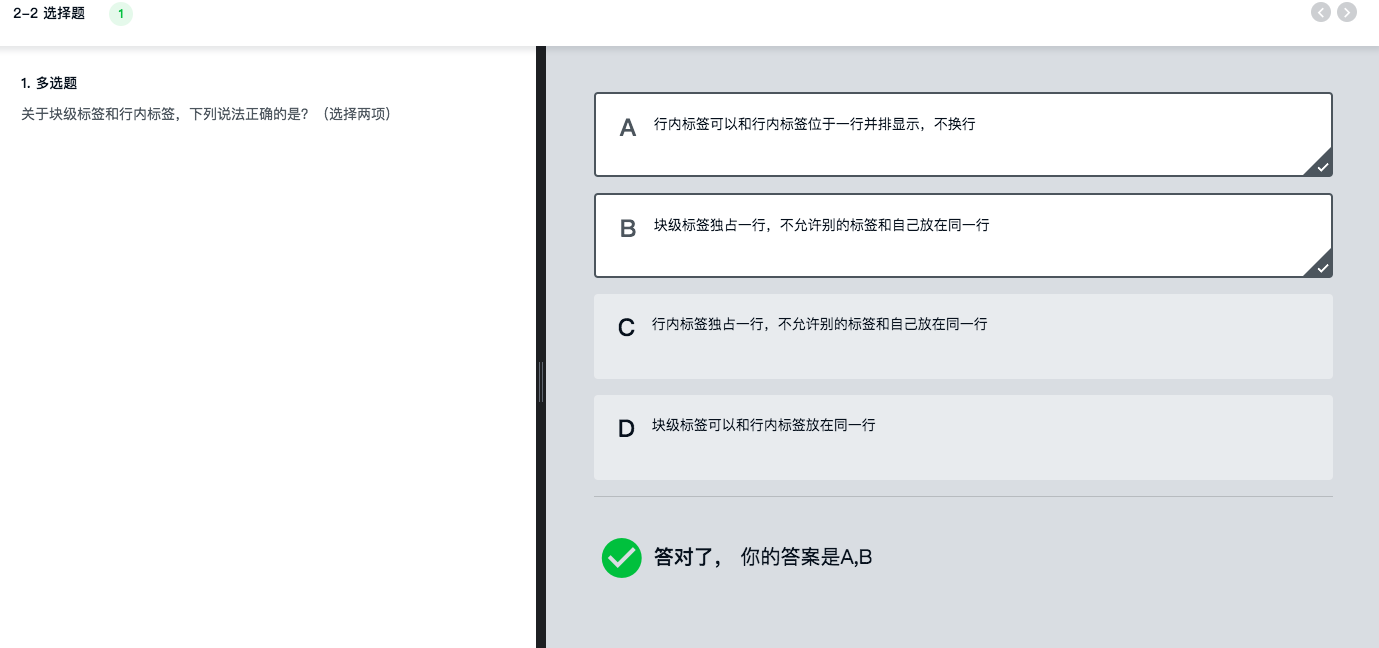 2-2 选择题 1
1. 多选题
关于块级标签和行内标签，下列说法正确的是？（选择两项）
A 行内标签可以和行内标签位于一行并排显示，不换行
B 块级标签独占一行，不允许别的标签和自己放在同一行
C 行内标签独占一行，不允许别的标签和自己放在同一行
D 块级标签可以和行内标签放在同一行
答对了， 你的答案是A,B